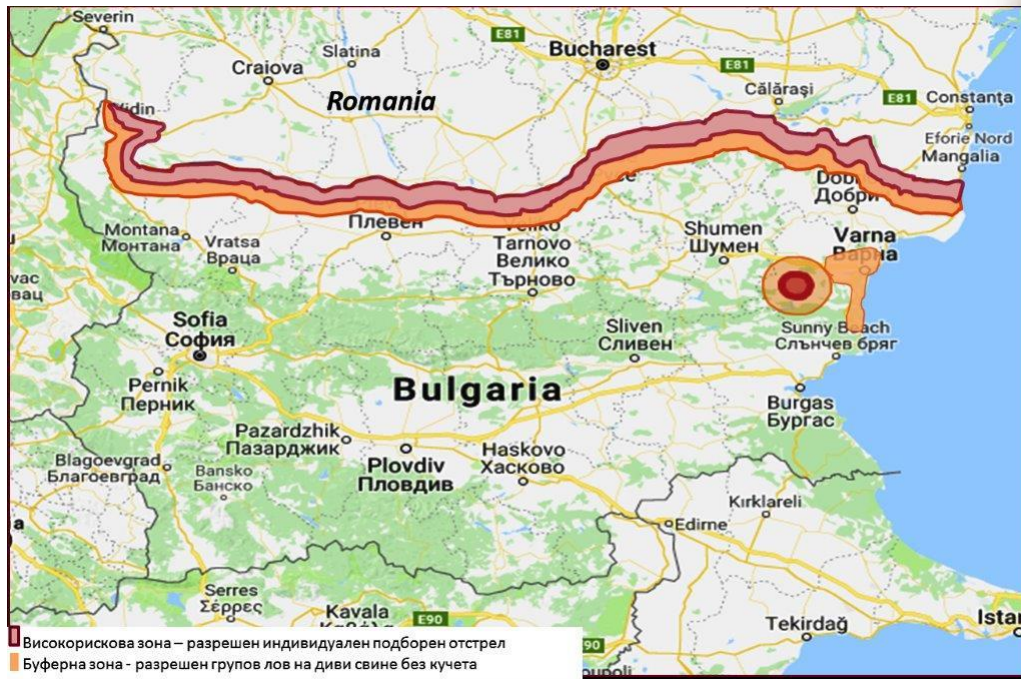 Severin
E81
Slatina
Bucharest
Craiova
E81
Călărași
Romania
E81
Constanța
Vidin
Eforie Nord
Mangalia
Добри
Плевен
Veliko
Tarnovo
Велико
Търново
Shumen
Шумен
Varna
Варна
Montana
Монтана
Vratsa
Враца
Sofia
София
Sliven
Сливен
Sunny Beach
Слънчев бряг
Pernik
Перник
Bulgaria
Burgas
Бургас
Pazardzhik
Пазарджик
Haskovo
Хасково
Blagoevgrad
Благоевград
Bansko
Банско
Plovdiv
Пловдив
Kırklareli
Edirne
Serres
Σέρρες
Kavala
E90
Tekirdağ
Istan
90
oupoli
Високорискова зона – разрешен индивидуален подборен отстрел
Буферна зона - разрешен групов лов на диви свине без кучета